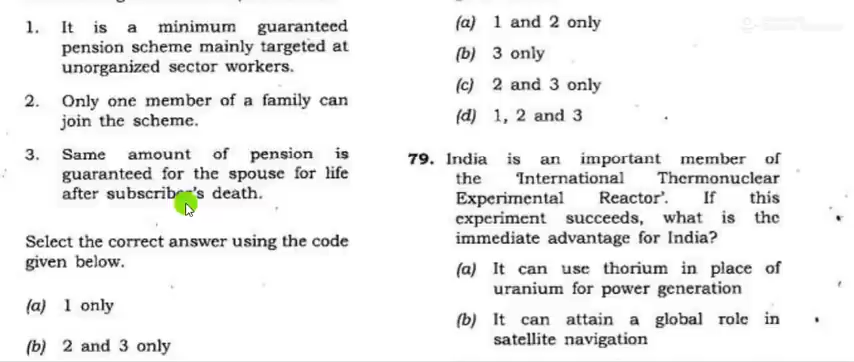 1. It is a minimum guaranteed
pension scheme mainly targeted at
unorganized sector workers.
2. Only one member of a family can
join the scheme.
3. Same amount of pension is
guaranteed for the spouse for life
after subscriber's death.
Select the correct answer using the code
given below.
(a) 1 only
(b) 2 and 3 only
(a) 1 and 2 only
(b) 3 only
(c) 2 and 3 only
(d) 1, 2 and 3
79. India is an important member of
the 'International Thermonuclear
Experimental Reactor'. If this
experiment succeeds, what is the
immediate advantage for India?
(a) It can use thorium in place of
uranium for power generation
(b) It can attain a global role in
satellite navigation